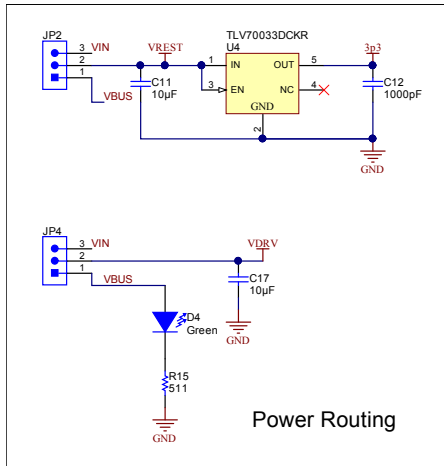 TLV70033DCKR
JP2
U4
3 VIN
VREST
3p3
2
1
IN
OUT
5
1
VBUS
C11
10µF
3
EN
NC
4
GND
2
C12
1000pF
GND
JP4
3 VIN
2
VDRV
1
VBUS
C17
10µF
D4
Green
GND
R15
511
GND
Power Routing